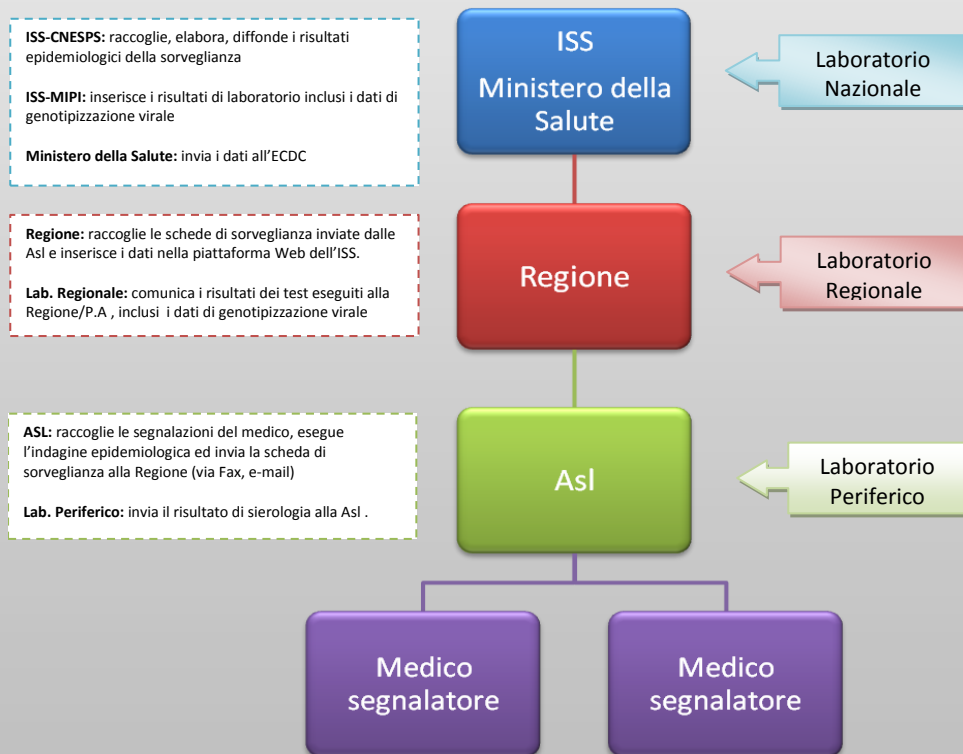 ISS-CNESPS: raccoglie, elabora, diffonde i risultati
epidemiologici della sorveglianza
ISS-MIPI: inserisce i risultati di laboratorio inclusi i dati di
genotipizzazione virale
Ministero della Salute: invia i dati all'ECDC
ISS
Ministero della
Salute
Laboratorio
Nazionale
Regione: raccoglie le schede di sorveglianza inviate dalle
Asl e inserisce i dati nella piattaforma Web dell'ISS.
Lab. Regionale: comunica i risultati dei test eseguiti alla
Regione/P.A , inclusi i dati di genotipizzazione virale
Regione
Laboratorio
Regionale
ASL: raccoglie le segnalazioni del medico, esegue
l'indagine epidemiologica ed invia la scheda di
sorveglianza alla Regione (via Fax, e-mail)
Lab. Periferico: invia il risultato di sierologia alla Asl .
Asl
Laboratorio
Periferico
Medico
segnalatore
Medico
segnalatore